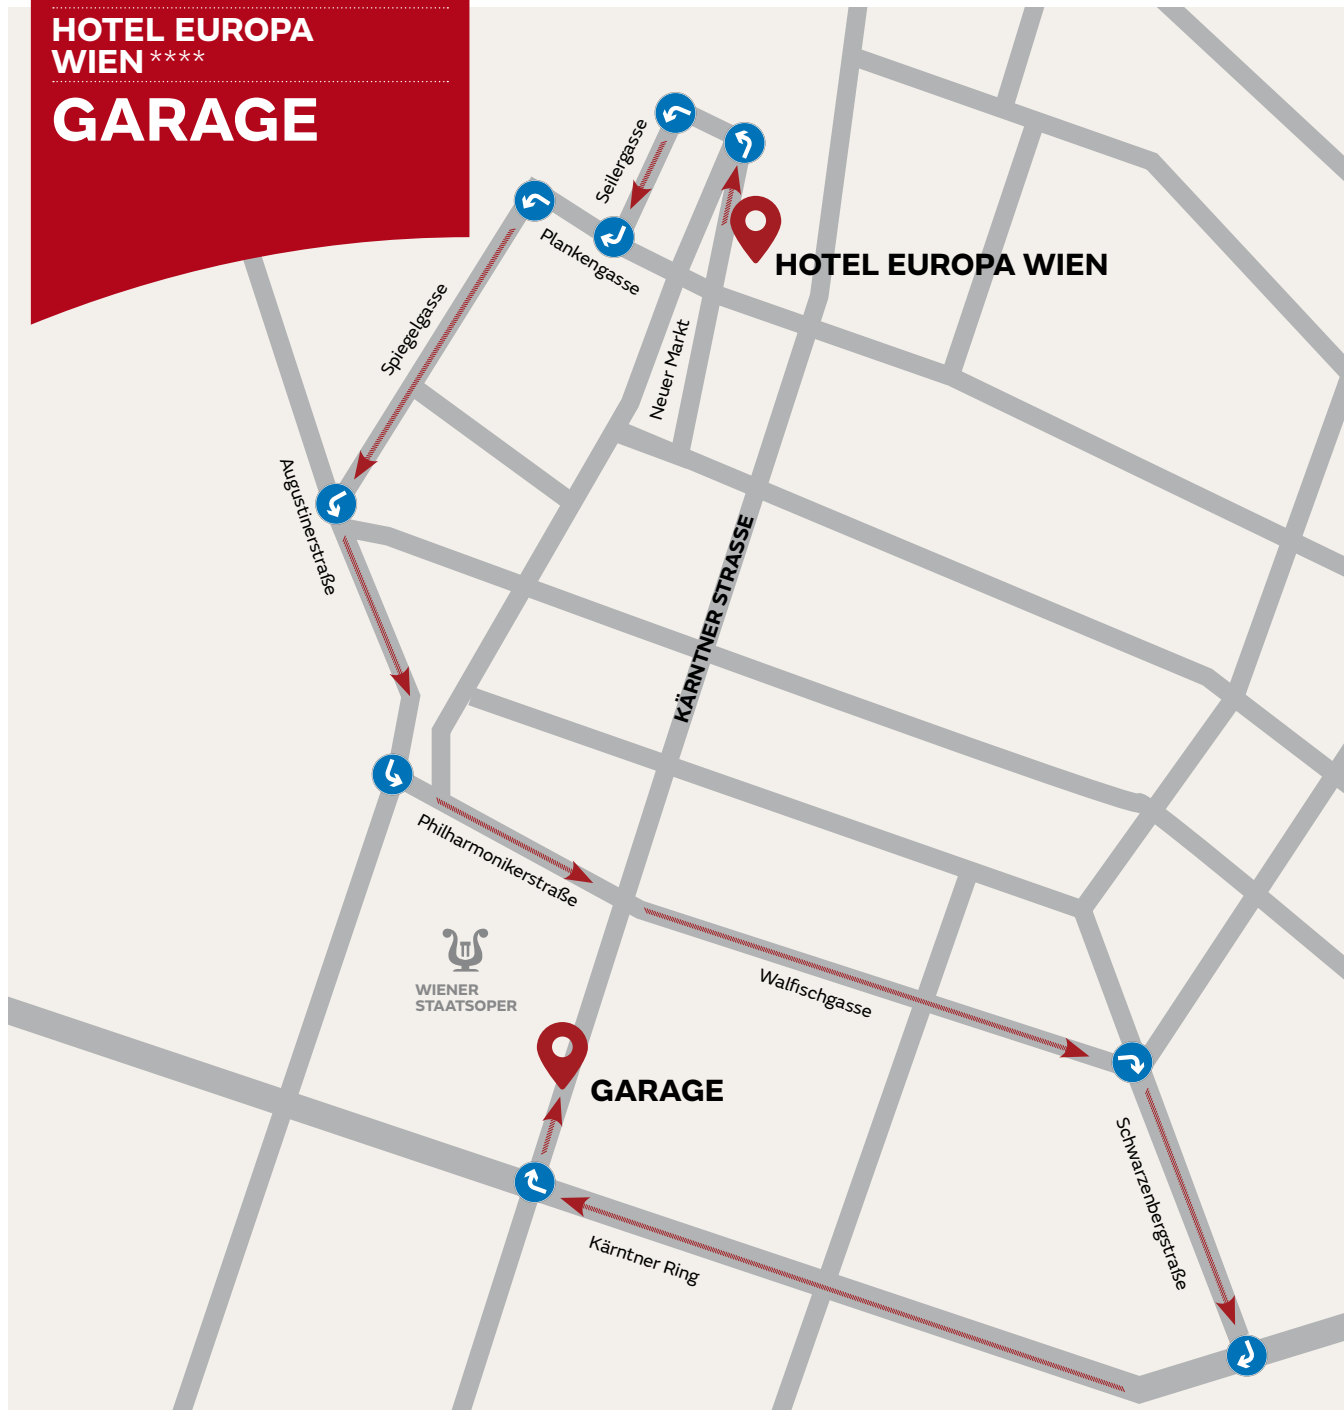 HOTEL EUROPA
WIEN ****
GARAGE
Seilergasse
Plankengasse
HOTEL EUROPA WIEN
Spiegelgasse
Neuer Markt
Augustinerstraße
KÄRNTNER STRASSE
Philharmonikerstraße
WIENER
STAATSOPER
Walfischgasse
GARAGE
Schwarzenbergstraße
Kärntner Ring